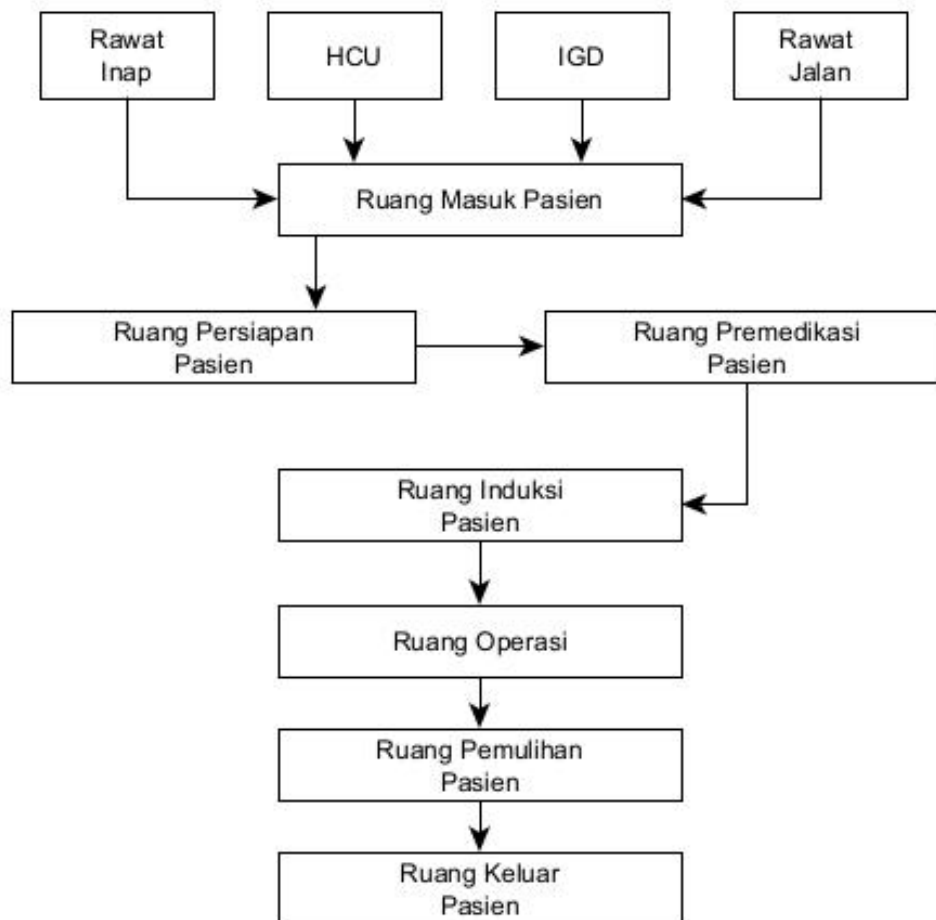 Rawat
Inap
HCU
IGD
Rawat
Jalan
Ruang Masuk Pasien
Ruang Persiapan
Pasien
Ruang Premedikasi
Pasien
Ruang Induksi
Pasien
Ruang Operasi
Ruang Pemulihan
Pasien
Ruang Keluar
Pasien